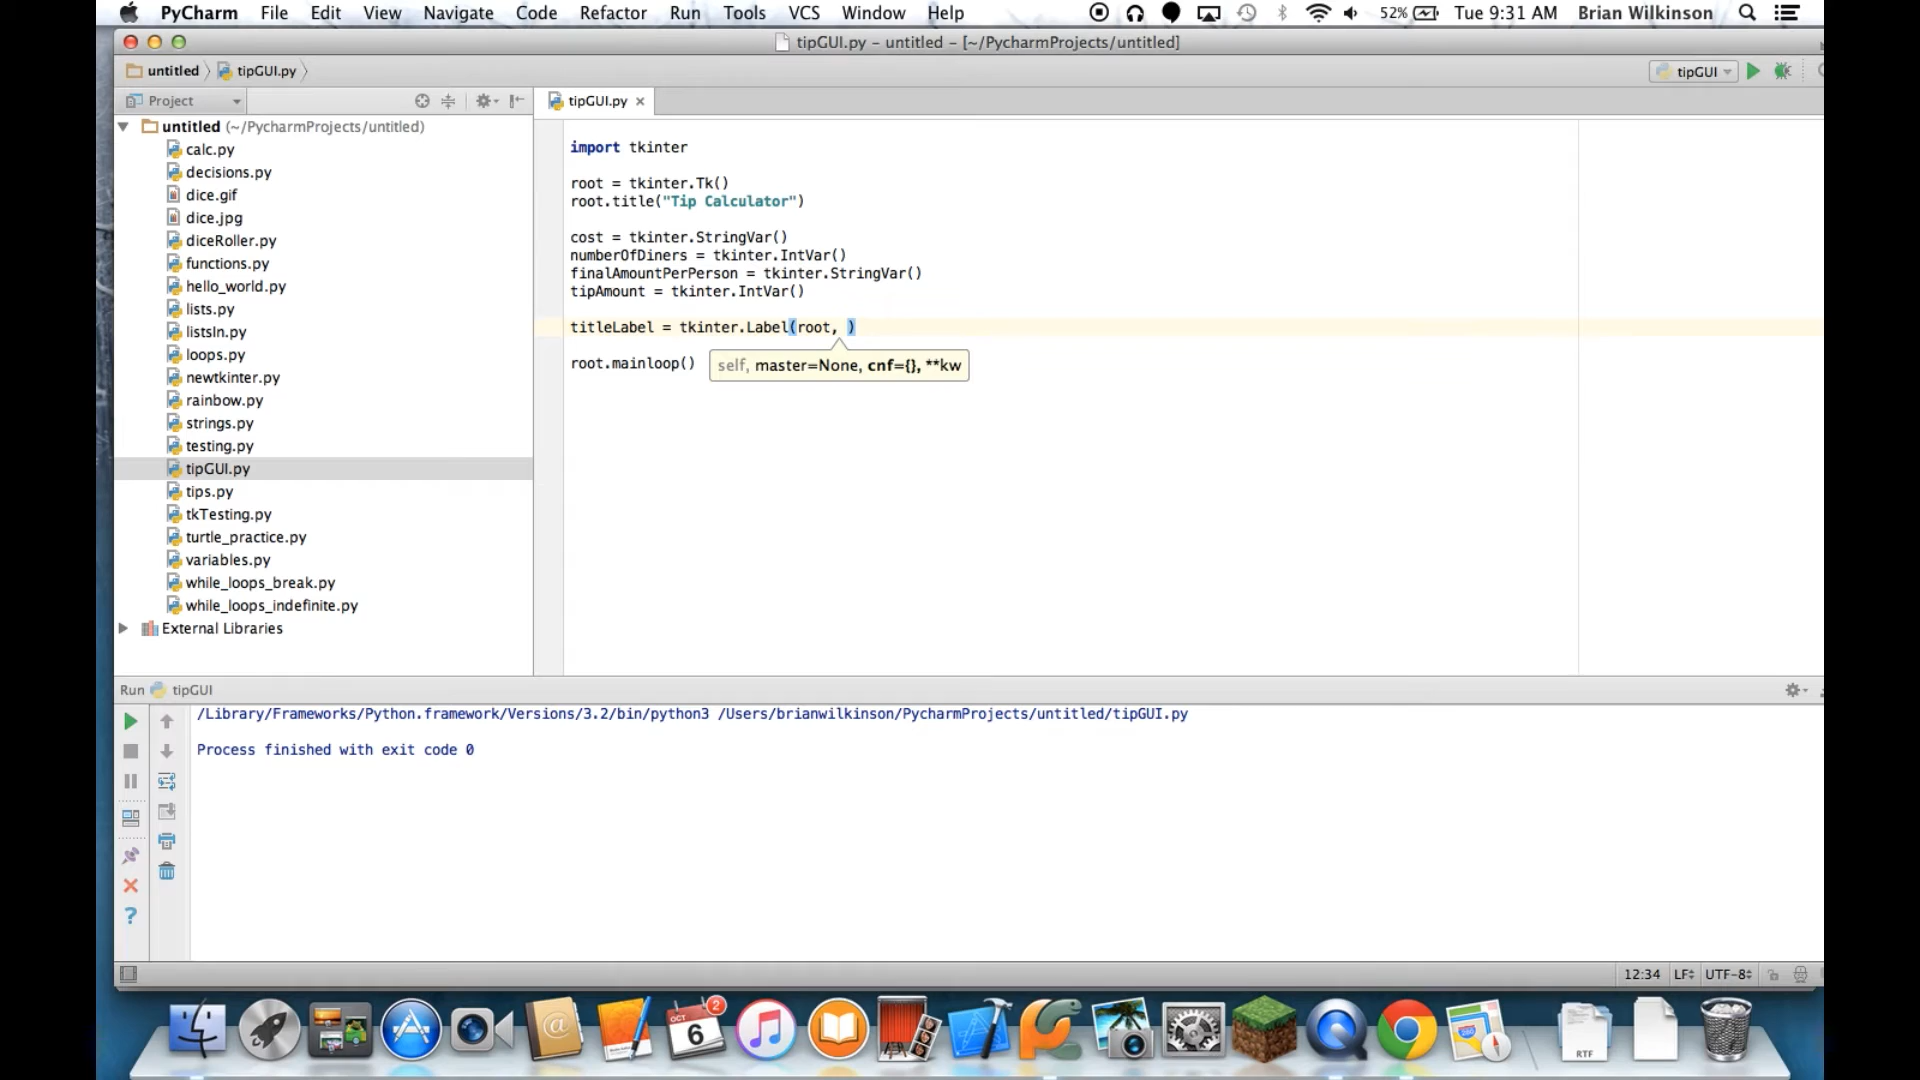 PyCharm File Edit View Navigate Code Refactor Run Tools VCS Window Help 52% Tue 9:31 AM Brian Wilkinson
tipGUI.py – untitled – [~/PycharmProjects/untitled]
untitled tipGUI.py tipGUI
Project tipGUI.py
untitled (~/PycharmProjects/untitled)
calc.py
decisions.py
dice.gif
dice.jpg
diceRoller.py
functions.py
hello_world.py
lists.py
listsIn.py
loops.py
newtkinter.py
rainbow.py
strings.py
testing.py
tipGUI.py
tips.py
tkTesting.py
turtle_practice.py
variables.py
while_loops_break.py
while_loops_indefinite.py
External Libraries
import tkinter
root = tkinter.Tk()
root.title("Tip Calculator")
cost = tkinter.StringVar()
numberOfDiners = tkinter.IntVar()
finalAmountPerPerson = tkinter.StringVar()
tipAmount = tkinter.IntVar()
titleLabel = tkinter.Label(root, )
root.mainloop()
self, master=None, cnf={}, **kw
Run tipGUI
/Library/Frameworks/Python.framework/Versions/3.2/bin/python3 /Users/brianwilkinson/PycharmProjects/untitled/tipGUI.py
Process finished with exit code 0
12:34 LF UTF-8
OCT
6
2
RTF